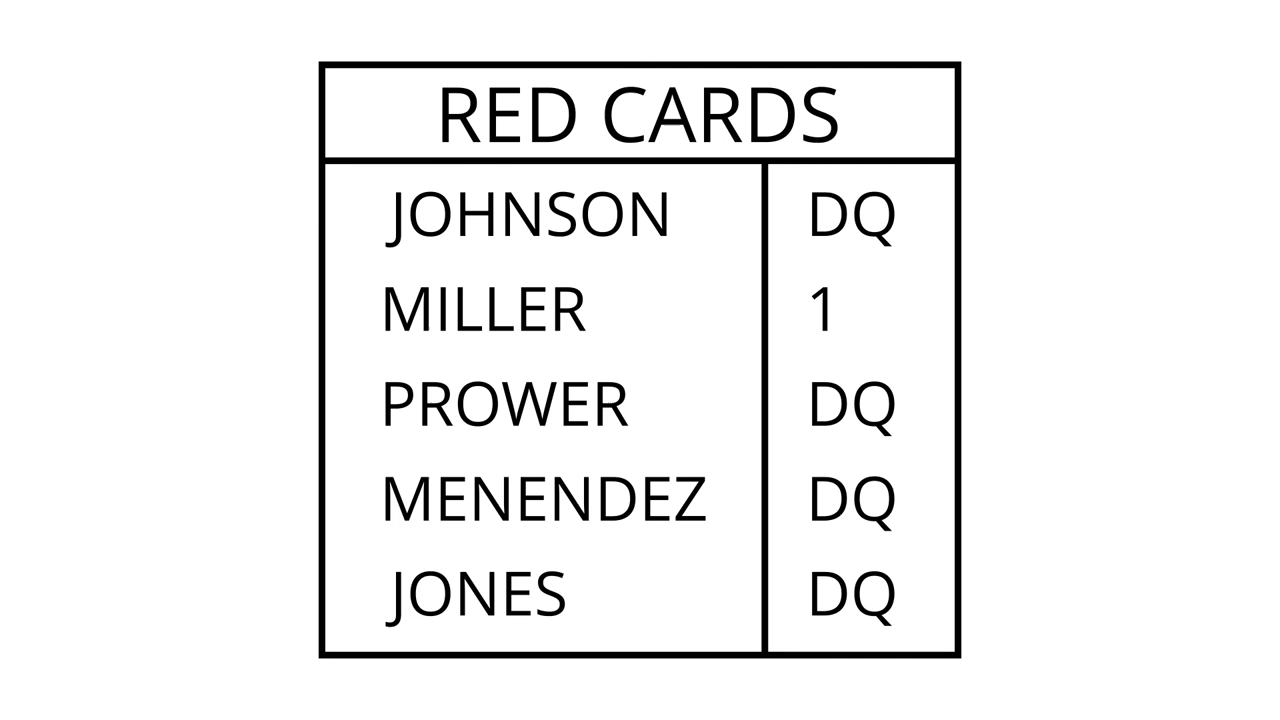 RED CARDS
JOHNSON DQ
MILLER 1
PROWER DQ
MENENDEZ DQ
JONES DQ